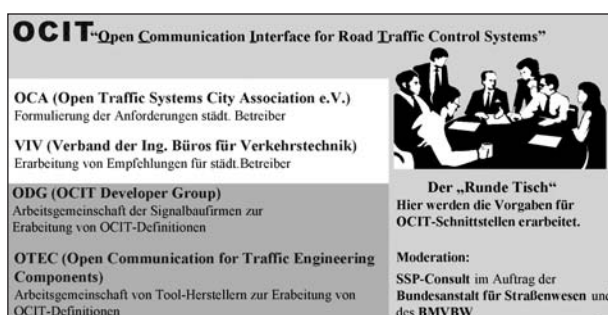 OCIT "Open Communication Interface for Road Traffic Control Systems"
OCA (Open Traffic Systems City Association e.V.)
Formulierung der Anforderungen städt. Betreiber
VIV (Verband der Ing. Büros für Verkehrstechnik)
Erarbeitung von Empfehlungen für städt.Betreiber
ODG (OCIT Developer Group)
Arbeitsgemeinschaft der Signalbaufirmen zur
Erabeitung von OCIT-Definitionen
OTEC (Open Communication for Traffic Engineering
Components)
Arbeitsgemeinschaft von Tool-Herstellern zur Erabeitung von
OCIT-Definitionen
Der „Runde Tisch“
Hier werden die Vorgaben für
OCIT-Schnittstellen erarbeitet.
Moderation:
SSP-Consult im Auftrag der
Bundesanstalt für Straßenwesen und
des BMVBW